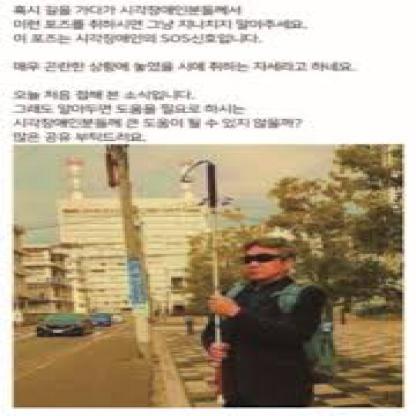 혹시 길을 가다가 시각장애인분들께서
이런 포즈를 취하시면 그냥 지나치지 말아주세요.
이 포즈는 시각장애인의 SOS신호입니다.
매우 곤란한 상황에 놓였을 시에 취하는 자세라고 하네요.
오늘 처음 접해 본 소식입니다.
그래도 알아두면 도움을 필요로 하시는
시각장애인분들께 큰 도움이 될 수 있지 않을까?
많은 공유 부탁드려요.